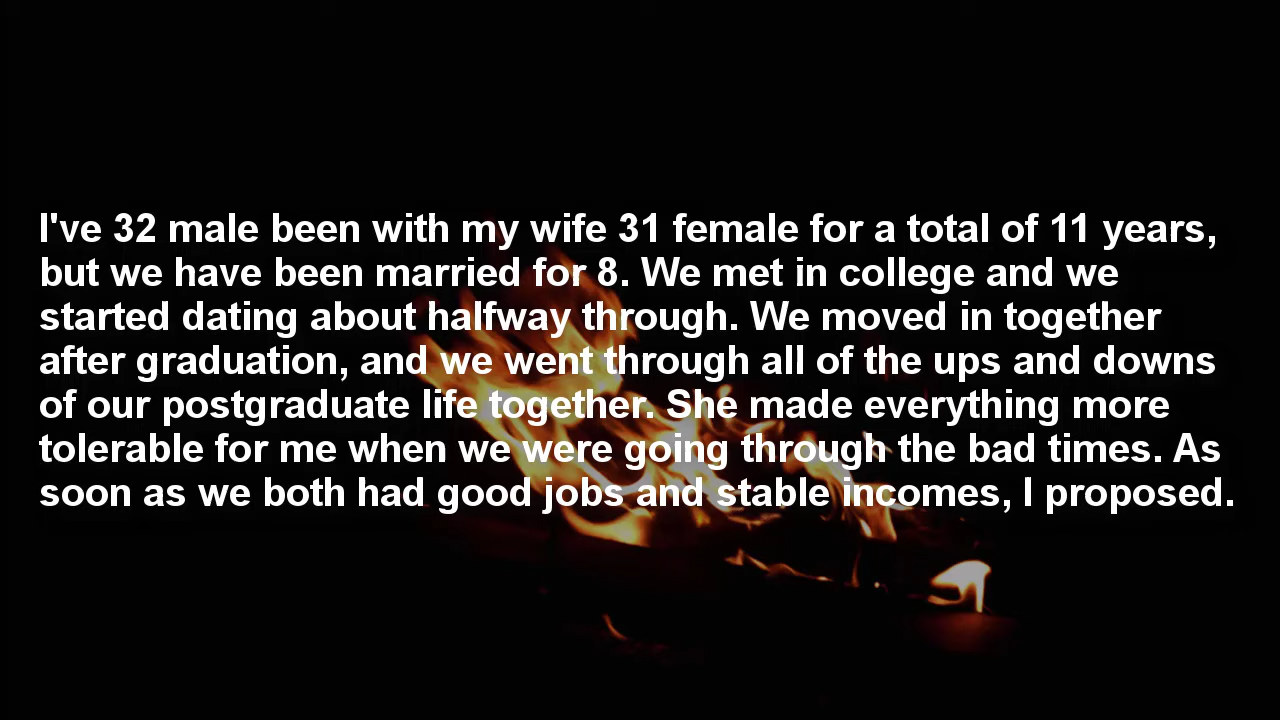 I've 32 male been with my wife 31 female for a total of 11 years,
but we have been married for 8. We met in college and we
started dating about halfway through. We moved in together
after graduation, and we went through all of the ups and downs
of our postgraduate life together. She made everything more
tolerable for me when we were going through the bad times. As
soon as we both had good jobs and stable incomes, I proposed.